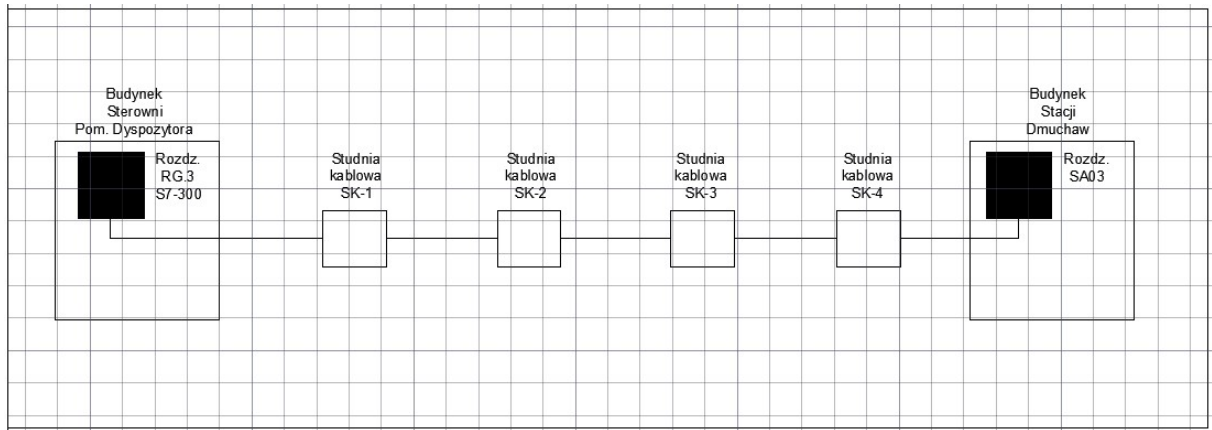 Budynek
Sterowni
Pom. Dyspozytora
Rozdz.
RG.3
S7-300
Studnia
kablowa
SK-1
Studnia
kablowa
SK-2
Studnia
kablowa
SK-3
Studnia
kablowa
SK-4
Budynek
Stacji
Dmuchaw
Rozdz.
SA03